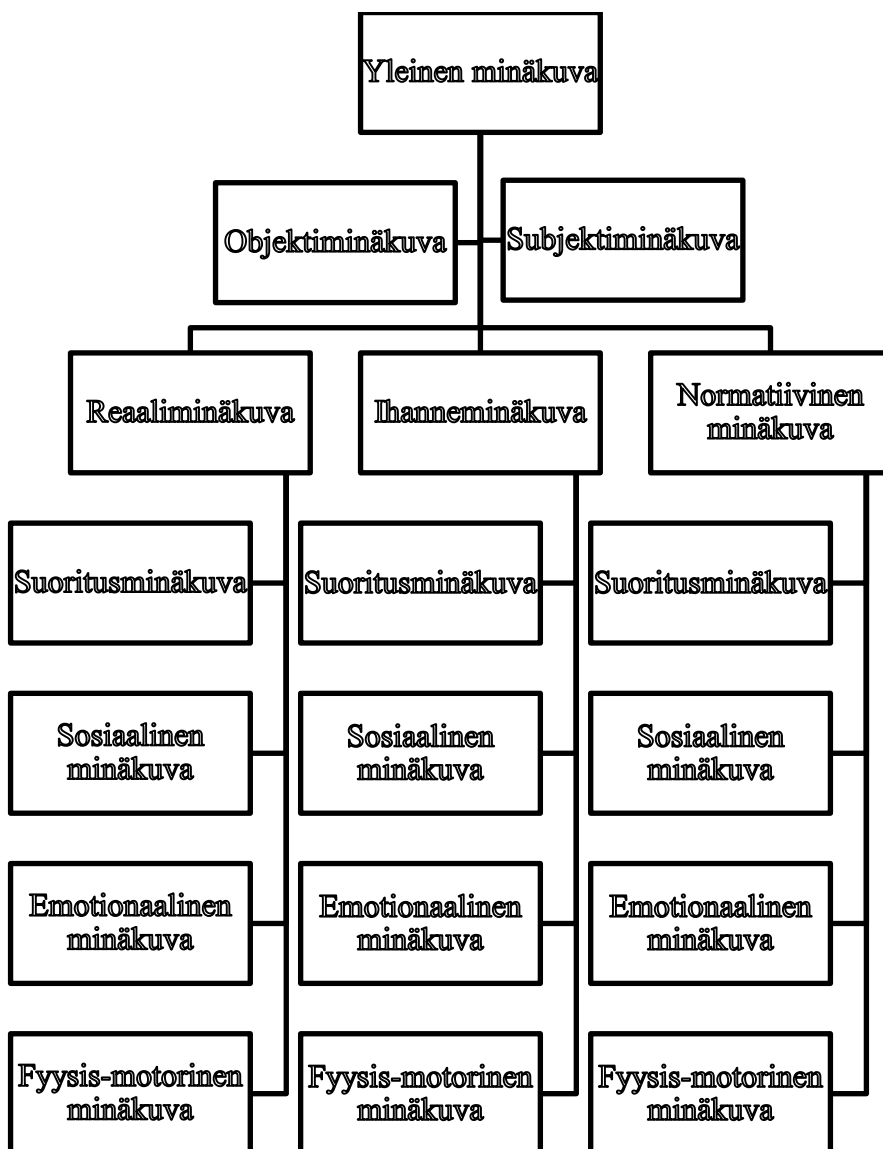 Yleinen minäkuva
Objektiminäkuva
Subjektiminäkuva
Reaaliminäkuva
Ihanneminäkuva
Normatiivinen
minäkuva
Suoritusminäkuva
Suoritusminäkuva
Suoritusminäkuva
Sosiaalinen
minäkuva
Sosiaalinen
minäkuva
Sosiaalinen
minäkuva
Emotionaalinen
minäkuva
Emotionaalinen
minäkuva
Emotionaalinen
minäkuva
Fyysis-motorinen
minäkuva
Fyysis-motorinen
minäkuva
Fyysis-motorinen
minäkuva